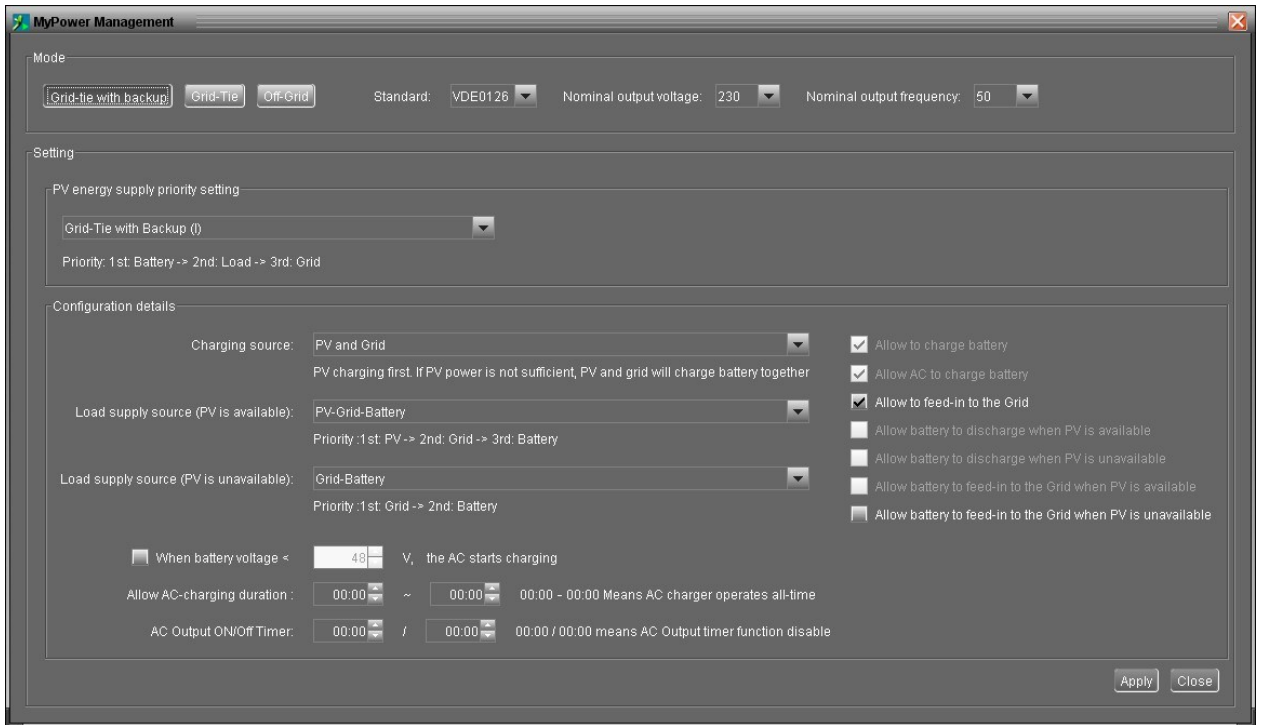 MyPower Management
Mode
Grid-tie with backup Grid-Tie Off-Grid Standard: VDE0126 Nominal output voltage: 230 Nominal output frequency: 50
Setting
PV energy supply priority setting
Grid-Tie with Backup (I)
Priority: 1st: Battery -> 2nd: Load -> 3rd: Grid
Configuration details
Charging source: PV and Grid
PV charging first. If PV power is not sufficient, PV and grid will charge battery together
Load supply source (PV is available): PV-Grid-Battery
Priority :1st: PV-> 2nd: Grid -> 3rd: Battery
Load supply source (PV is unavailable): Grid-Battery
Priority :1st: Grid -> 2nd: Battery
Allow to charge battery
Allow AC to charge battery
Allow to feed-in to the Grid
Allow battery to discharge when PV is available
Allow battery to discharge when PV is unavailable
Allow battery to feed-in to the Grid when PV is available
Allow battery to feed-in to the Grid when PV is unavailable
When battery voltage < 48 V, the AC starts charging
Allow AC-charging duration : 00:00 ~ 00:00 00:00 - 00:00 Means AC charger operates all-time
AC Output ON/Off Timer: 00:00 / 00:00 00:00 / 00:00 means AC Output timer function disable
Apply Close